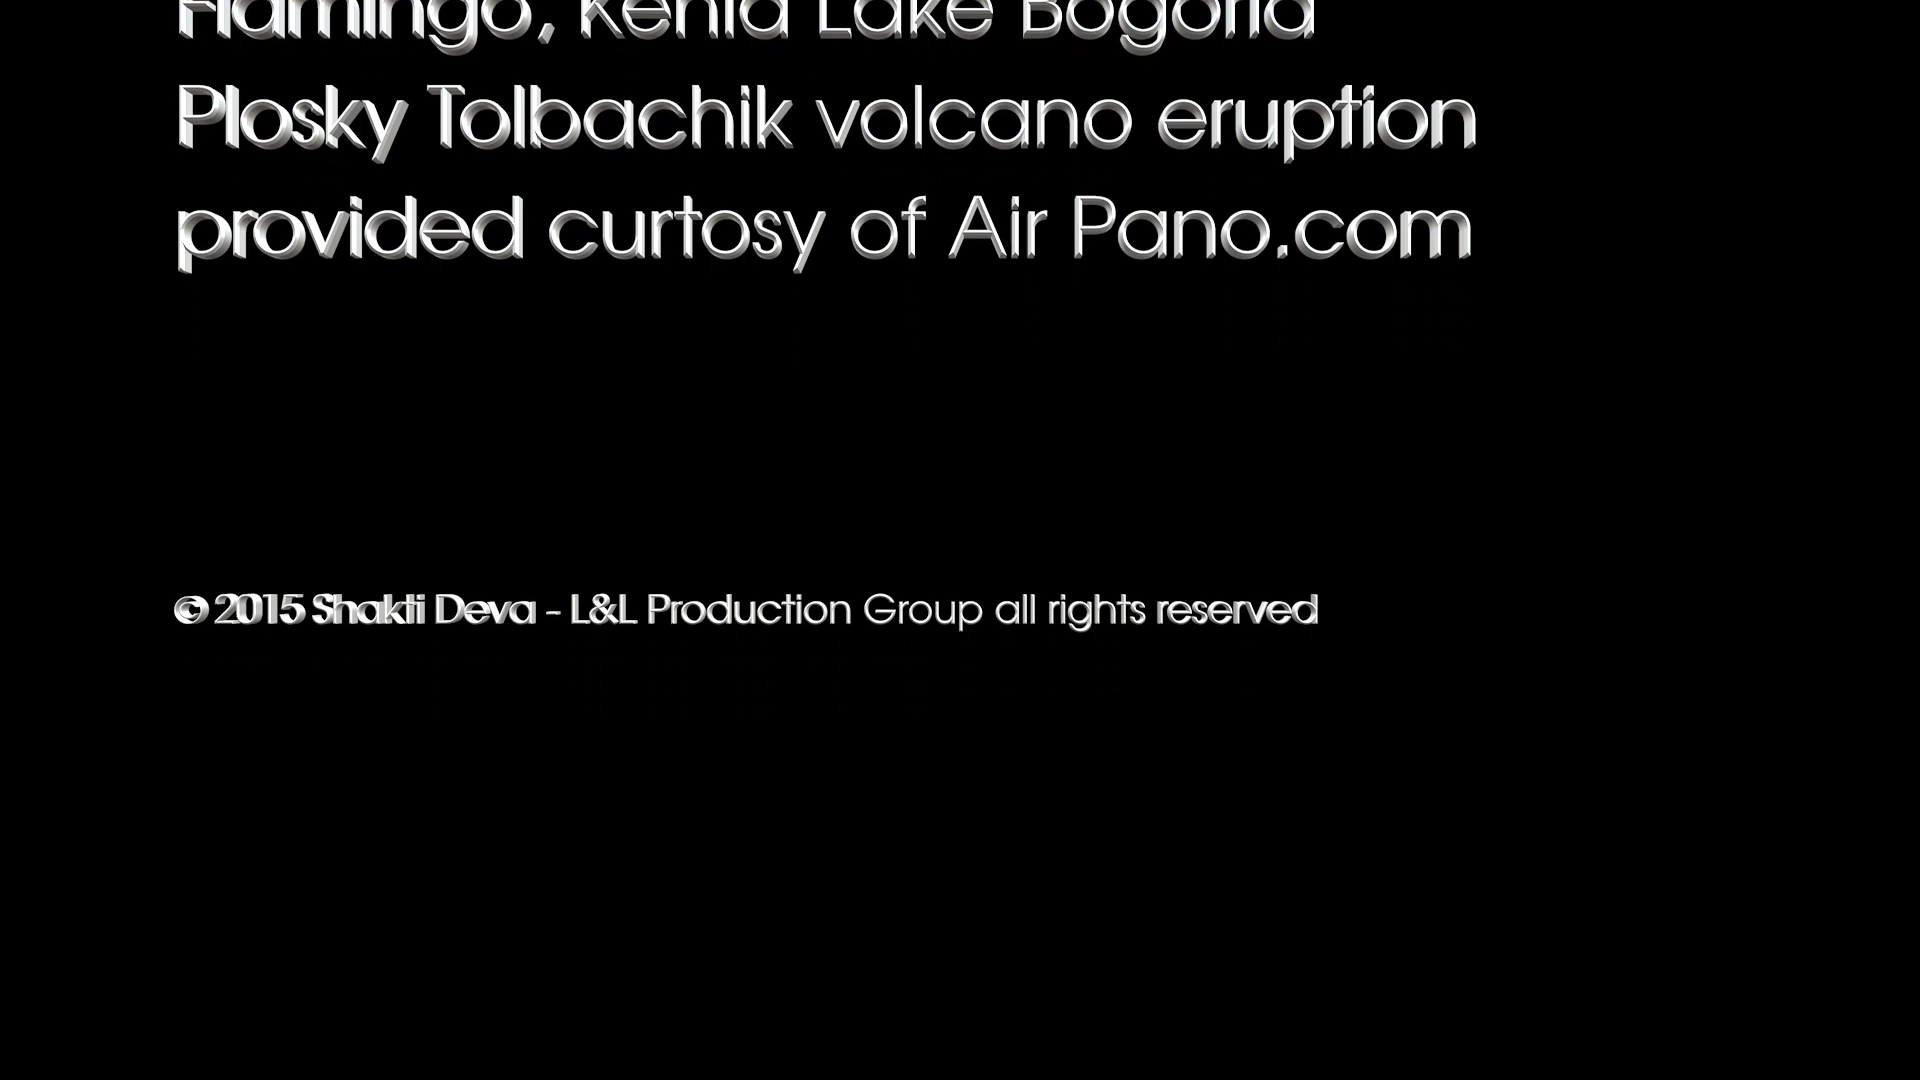 Flamingo, Kenia Lake Bogoria
Plosky Tolbachik volcano eruption
provided curtosy of Air Pano.com
© 2015 Shakti Deva - L&L Production Group all rights reserved